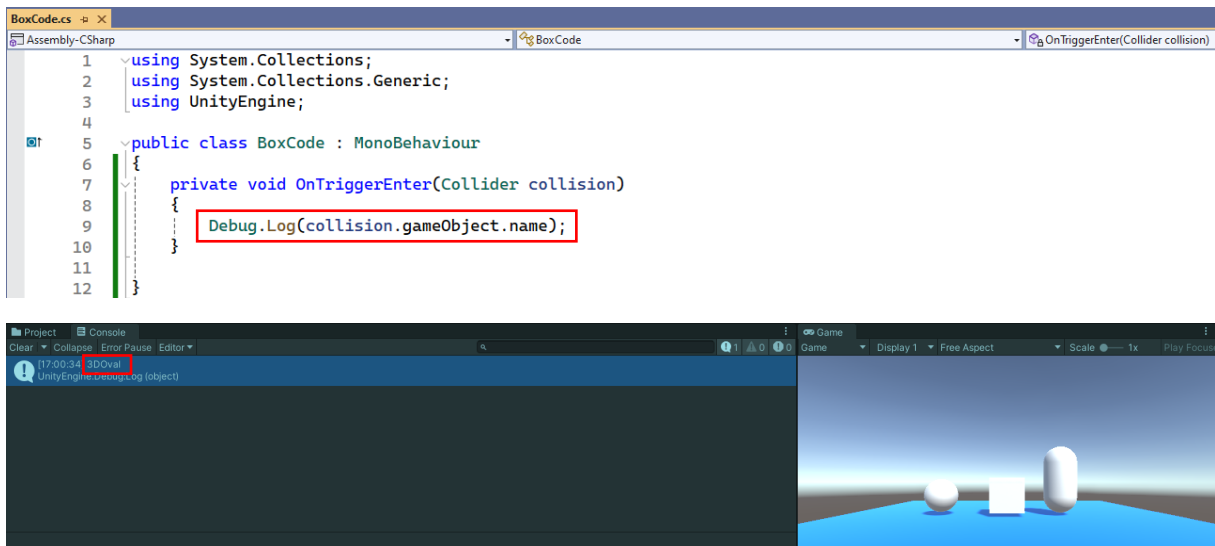 BoxCode.cs
Assembly-CSharp BoxCode OnTriggerEnter(Collider collision)
1 using System.Collections;
2 using System.Collections.Generic;
3 using UnityEngine;
4
5 public class BoxCode : MonoBehaviour
6 {
7 private void OnTriggerEnter(Collider collision)
8 {
9 Debug.Log(collision.gameObject.name);
10 }
11
12 }
Project Console Game
Clear Collapse Error Pause Editor 1 0 0 Game Display 1 Free Aspect Scale 1x Play Focus
[17:00:34] 3DOval
UnityEngine.Debug:Log (object)